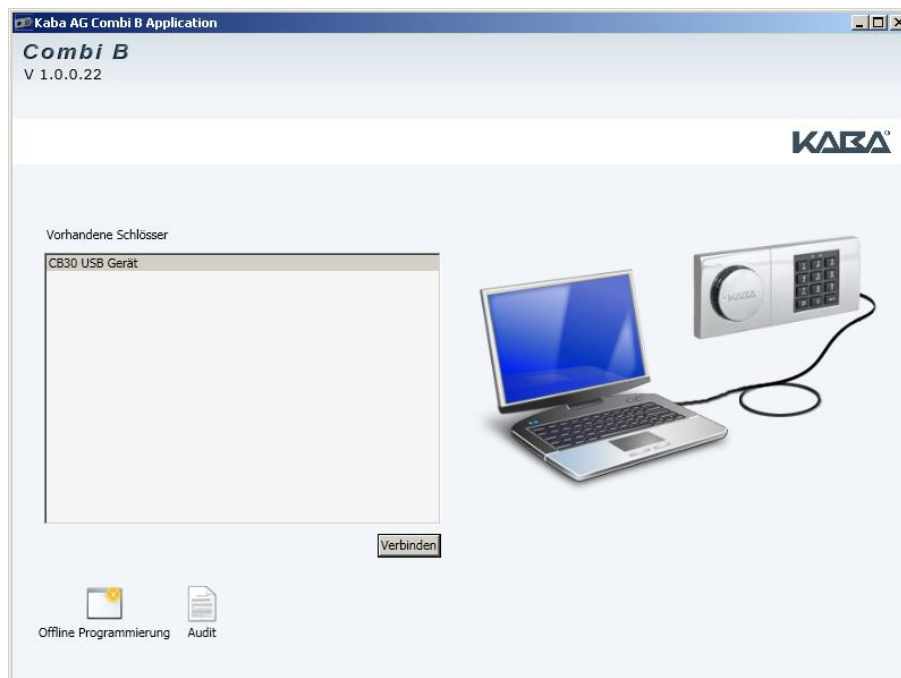 Kaba AG Combi B Application
Combi B
V 1.0.0.22
KABA
Vorhandene Schlösser
CB30 USB Gerät
KABA
Verbinden
Offline Programmierung
Audit